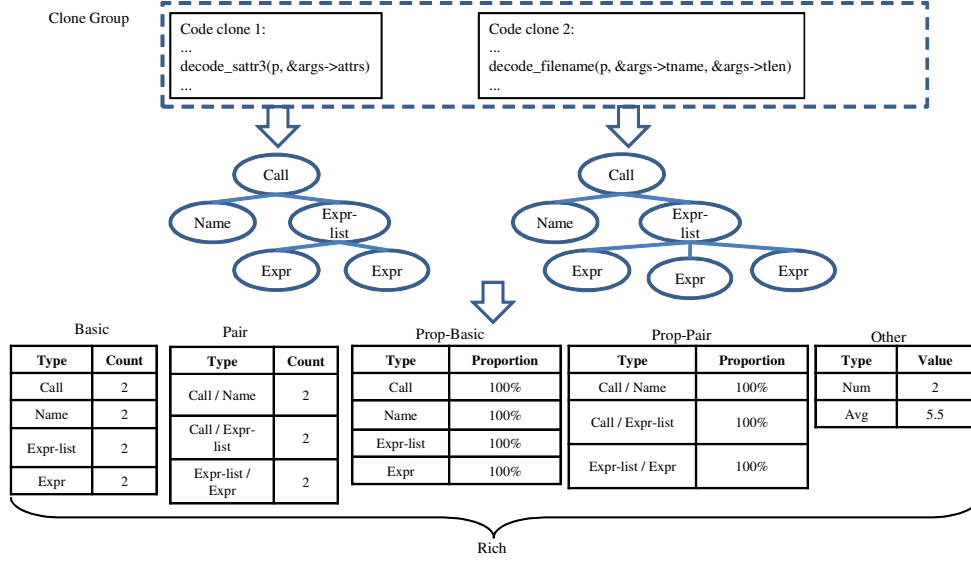 Clone Group
Code clone 1:
...
decode_sattr3(p, &args->attrs)
...
Code clone 2:
...
decode_filename(p, &args->tname, &args->tlen)
...
Call
Name
Expr-
list
Expr
Expr
Call
Name
Expr-
list
Expr
Expr
Expr
Basic
Type Count
Call 2
Name 2
Expr-list 2
Expr 2
Pair
Type Count
Call / Name 2
Call / Expr-
list 2
Expr-list /
Expr 2
Prop-Basic
Type Proportion
Call 100%
Name 100%
Expr-list 100%
Expr 100%
Prop-Pair
Type Proportion
Call / Name 100%
Call / Expr-list 100%
Expr-list / Expr 100%
Other
Type Value
Num 2
Avg 5.5
Rich